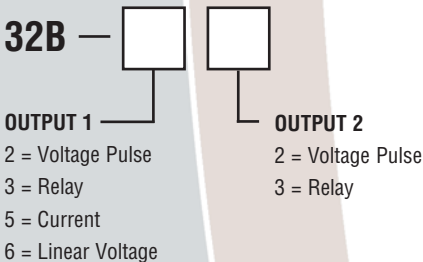 32B —
OUTPUT 1
2 = Voltage Pulse
3 = Relay
5 = Current
6 = Linear Voltage
OUTPUT 2
2 = Voltage Pulse
3 = Relay